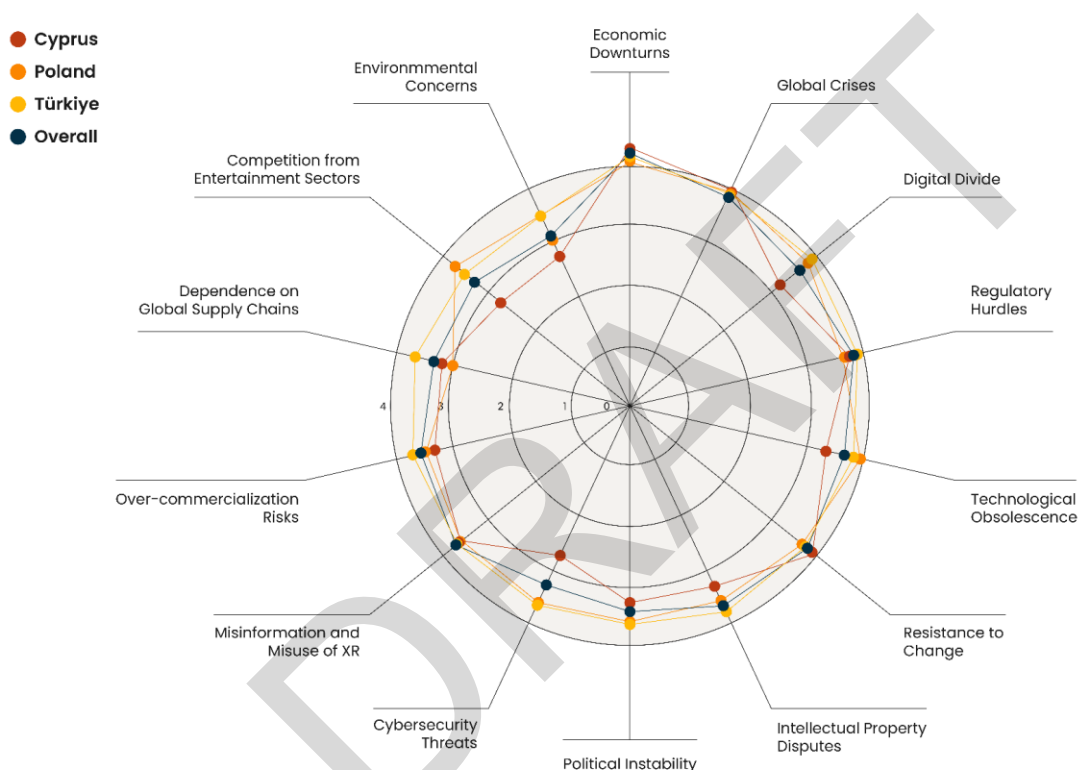 Cyprus
Poland
Türkiye
Overall
Economic
Downturns
Global Crises
Digital Divide
Regulatory
Hurdles
Technological
Obsolescence
Resistance to
Change
Intellectual Property
Disputes
Political Instability
Cybersecurity
Threats
Misinformation and
Misuse of XR
Over-commercialization
Risks
Dependence on
Global Supply Chains
Competition from
Entertainment Sectors
Environmmental
Concerns
4 3 2 1 0
DRAFT